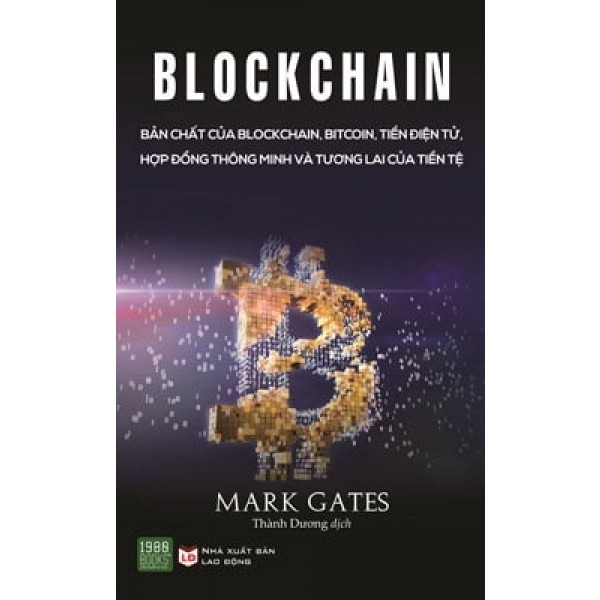 BLOCKCHAIN
BẢN CHẤT CỦA BLOCKCHAIN, BITCOIN, TIỀN ĐIỆN TỬ,
HỢP ĐỒNG THÔNG MINH VÀ TƯƠNG LAI CỦA TIỀN TỆ
MARK GATES
Thành Dương dịch
1980
BOOKS
LĐ
NHÀ XUẤT BẢN
LAO ĐỘNG